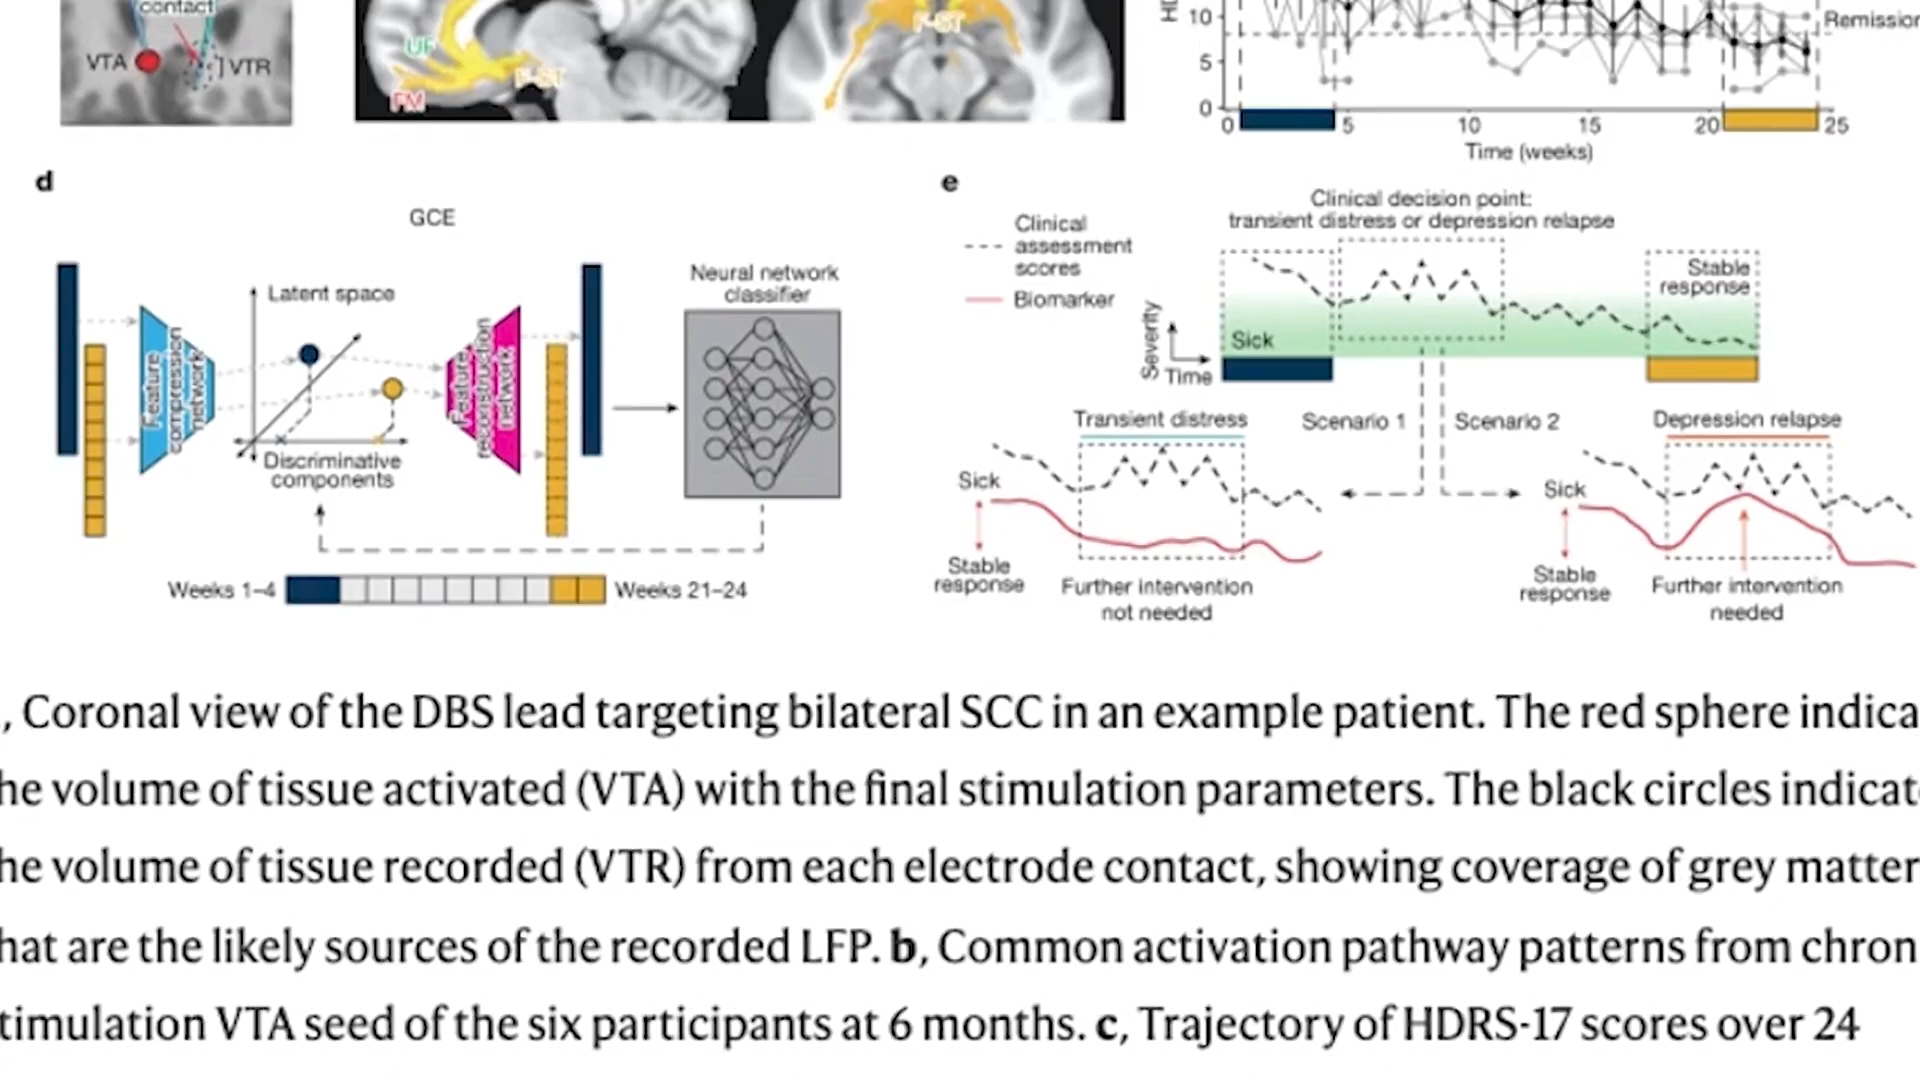 contact
VTA
VTR
UF
F-ST
FM
F-ST
10
5
0
Remission
0
5
10
15
20
25
Time (weeks)
d
GCE
Latent space
Feature
compression
network
Discriminative
components
Feature
reconstruction
network
Neural network
classifier
Weeks 1–4
Weeks 21–24
e
Clinical
assessment
scores
Biomarker
Clinical decision point:
transient distress or depression relapse
Severity
Time
Sick
Stable
response
Transient distress
Scenario 1
Scenario 2
Depression relapse
Sick
Stable
response
Further intervention
not needed
Sick
Stable
response
Further intervention
needed
, Coronal view of the DBS lead targeting bilateral SCC in an example patient. The red sphere indica
he volume of tissue activated (VTA) with the final stimulation parameters. The black circles indicat
he volume of tissue recorded (VTR) from each electrode contact, showing coverage of grey matter
hat are the likely sources of the recorded LFP. b, Common activation pathway patterns from chron
timulation VTA seed of the six participants at 6 months. c, Trajectory of HDRS-17 scores over 24